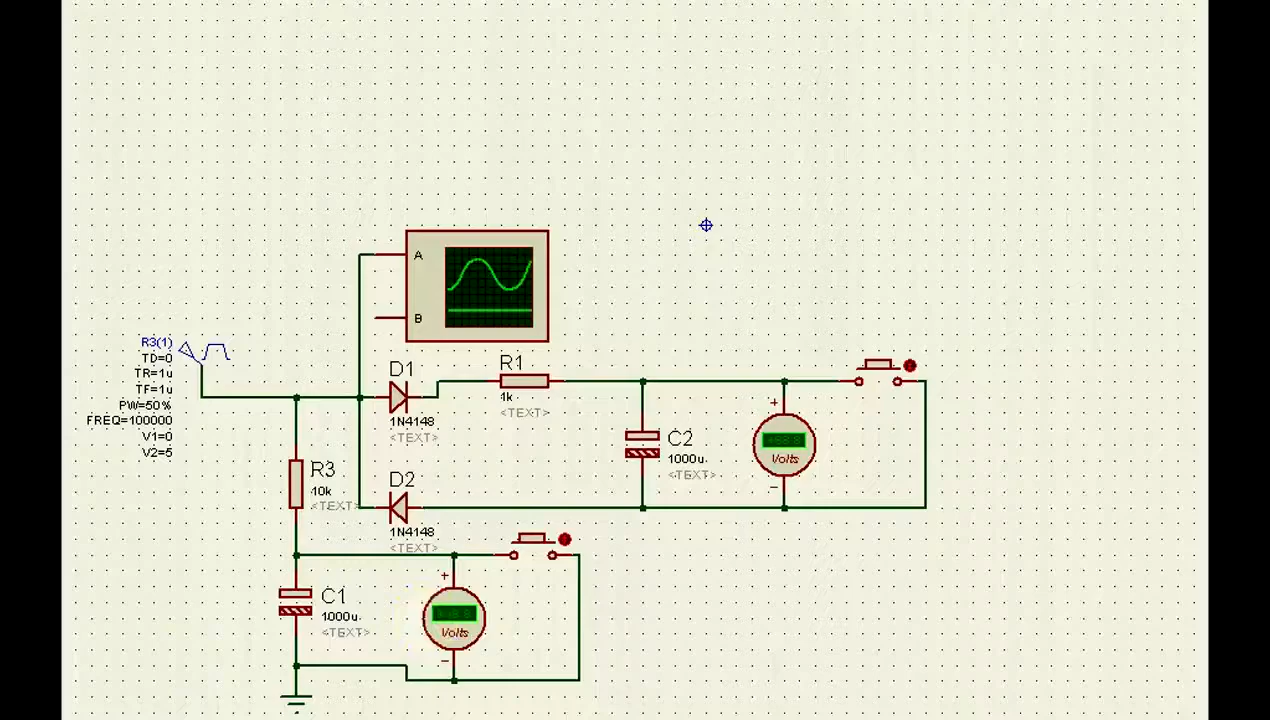 A
B
R3(1)
TD=0
TR=1u
TF=1u
PW=50%
FREQ=100000
V1=0
V2=5
D1
1N4148
<TEXT>
R1
1k
<TEXT>
C2
1000u
<TEXT>
+
Volts
−
R3
10k
<TEXT>
D2
1N4148
<TEXT>
C1
1000u
<TEXT>
+
Volts
−